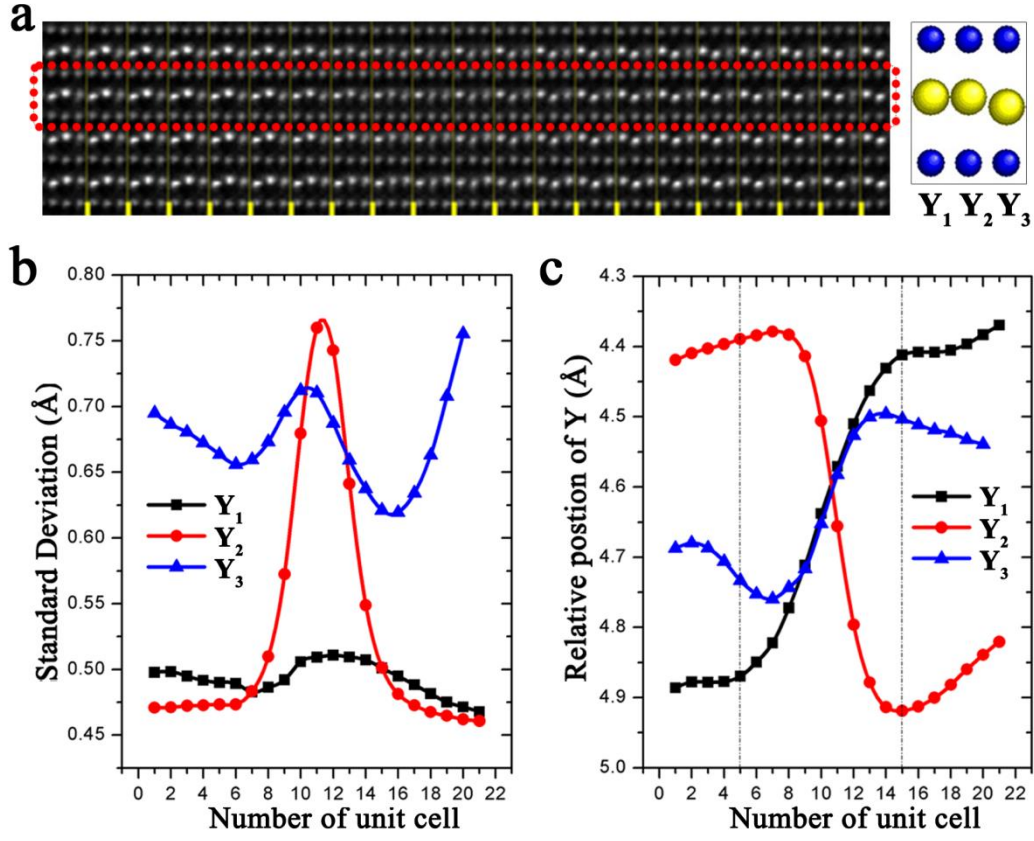 a
Y1 Y2 Y3
b
0.80
0.75
0.70
0.65
0.60
0.55
0.50
0.45
Standard Deviation (Å)
Y1
Y2
Y3
0 2 4 6 8 10 12 14 16 18 20 22
Number of unit cell
c
4.3
4.4
4.5
4.6
4.7
4.8
4.9
5.0
Relative postion of Y (Å)
Y1
Y2
Y3
0 2 4 6 8 10 12 14 16 18 20 22
Number of unit cell